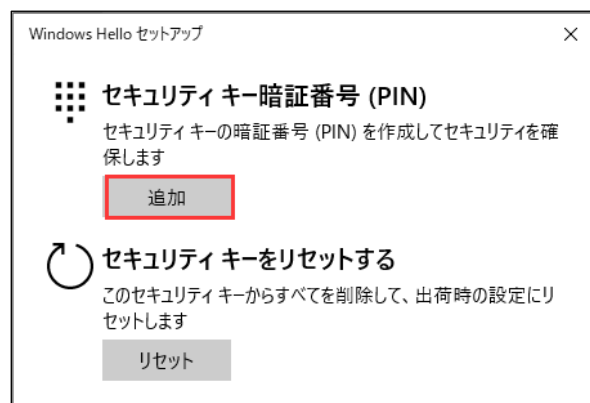 Windows Hello セットアップ
セキュリティ キー暗証番号 (PIN)
セキュリティ キーの暗証番号 (PIN) を作成してセキュリティを確
保します
追加
セキュリティ キーをリセットする
このセキュリティ キーからすべてを削除して、出荷時の設定にリ
セットします
リセット